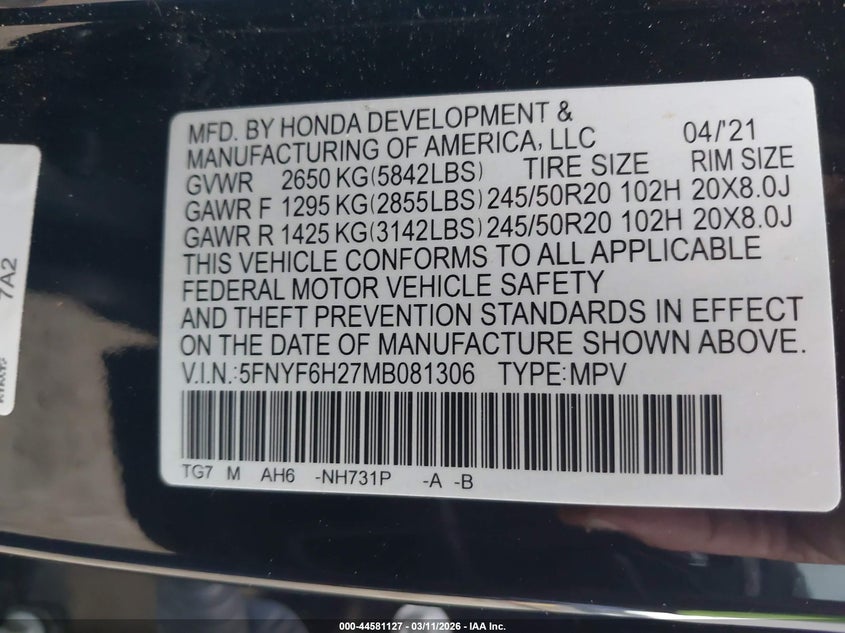 MFD. BY HONDA DEVELOPMENT &
MANUFACTURING OF AMERICA, LLC 04/'21
GVWR 2650 KG(5842LBS) TIRE SIZE RIM SIZE
GAWR F 1295 KG(2855LBS) 245/50R20 102H 20X8.0J
GAWR R 1425 KG(3142LBS) 245/50R20 102H 20X8.0J
THIS VEHICLE CONFORMS TO ALL APPLICABLE
FEDERAL MOTOR VEHICLE SAFETY
AND THEFT PREVENTION STANDARDS IN EFFECT
ON THE DATE OF MANUFACTURE SHOWN ABOVE.
V.I.N.:5FNYF6H27MB081306 TYPE:MPV
TG7 M AH6 -NH731P -A -B
7A2
000-44581127 - 03/11/2026 - IAA Inc.